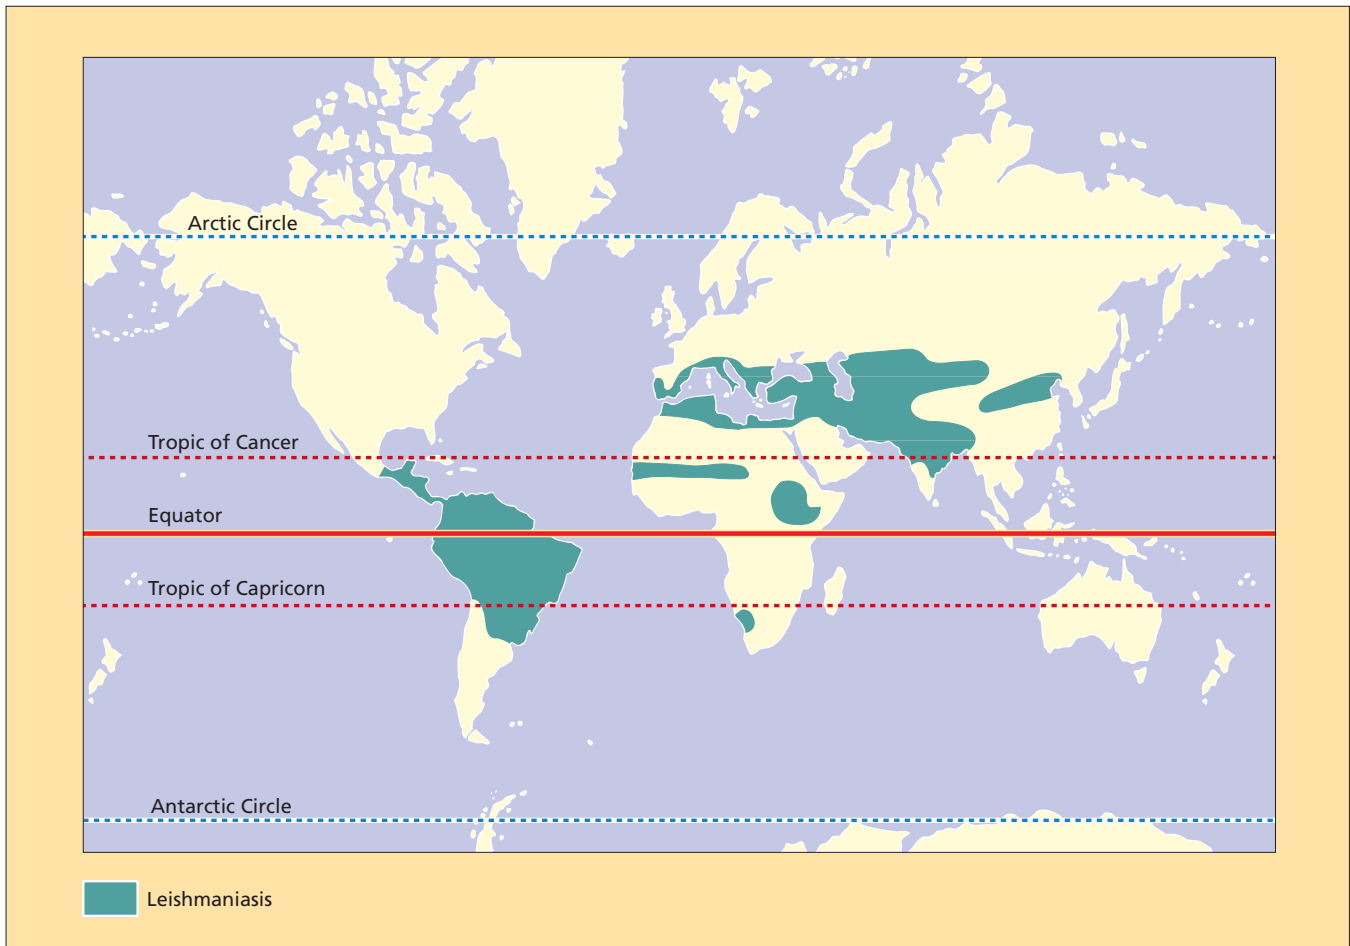 Arctic Circle
Tropic of Cancer
Equator
Tropic of Capricorn
Antarctic Circle
Leishmaniasis